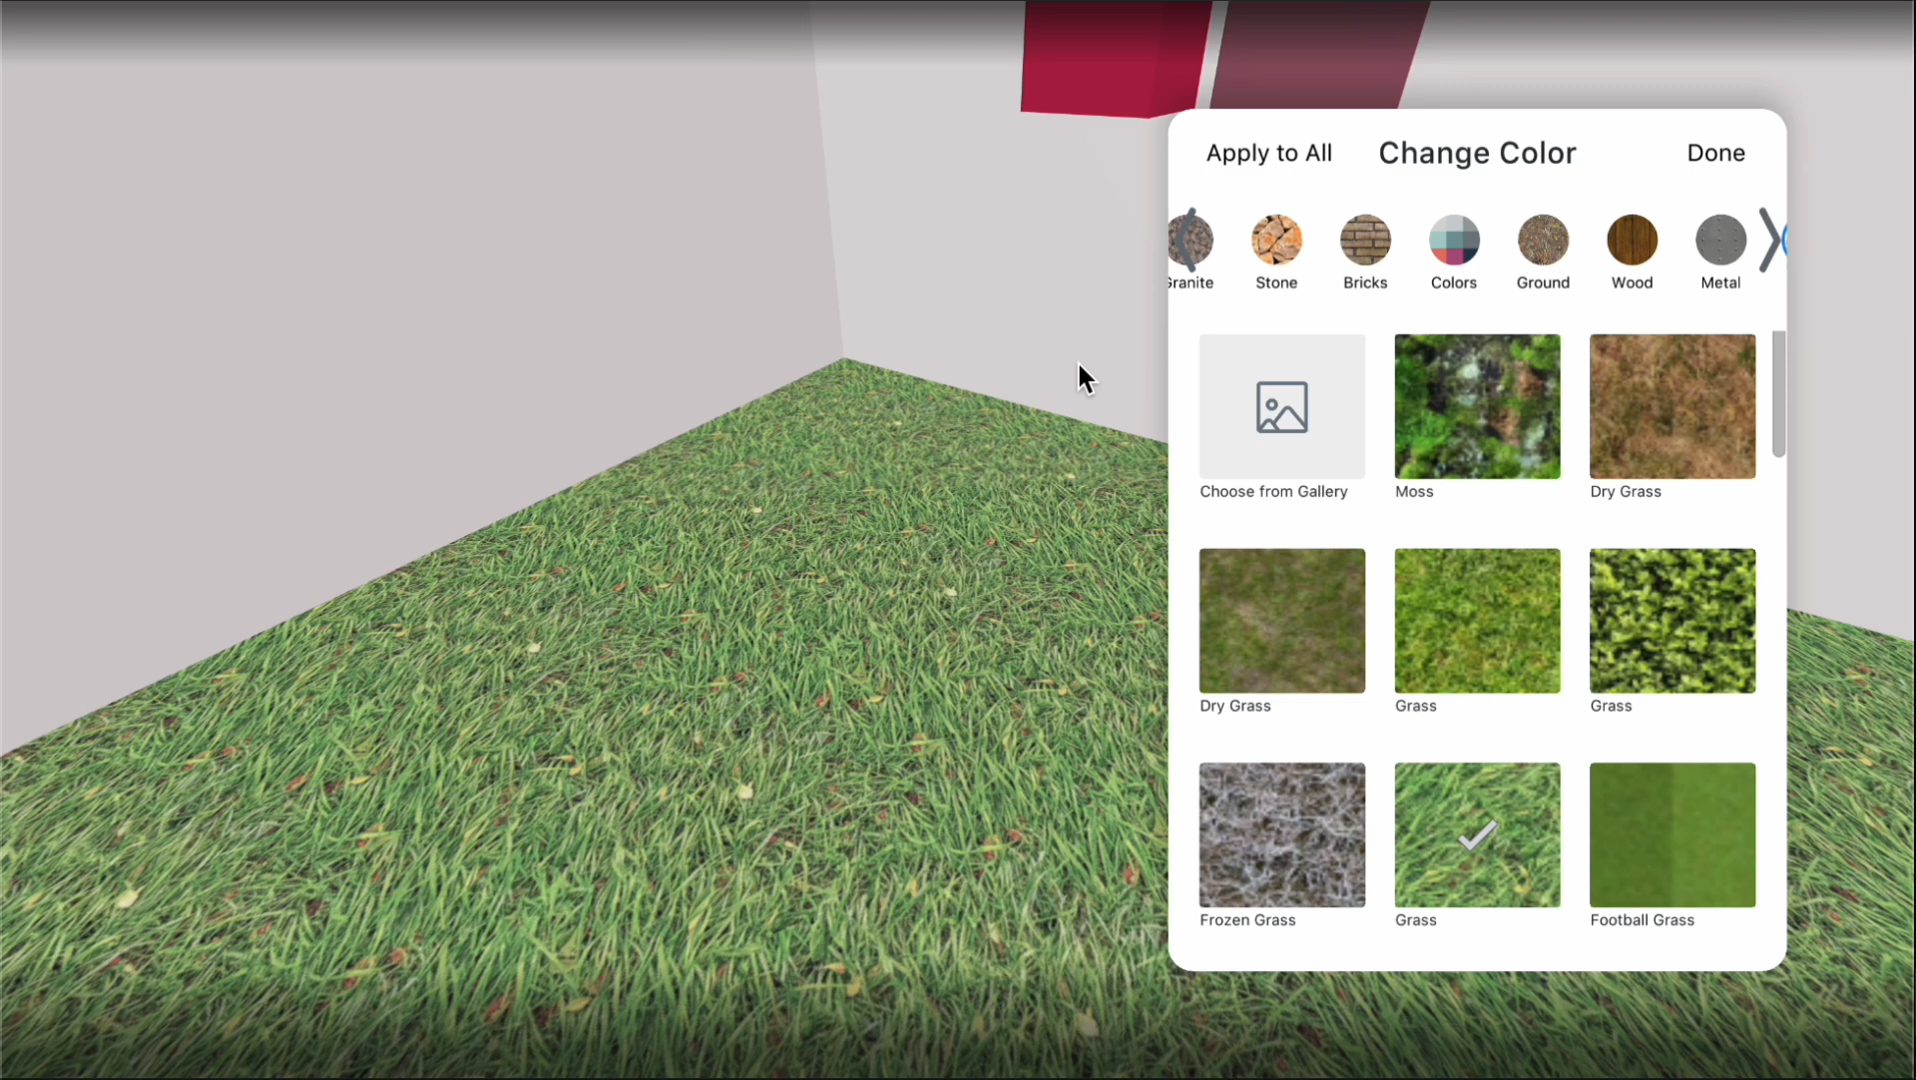 Apply to All Change Color Done
Granite Stone Bricks Colors Ground Wood Metal
Choose from Gallery Moss Dry Grass
Dry Grass Grass Grass
Frozen Grass Grass Football Grass